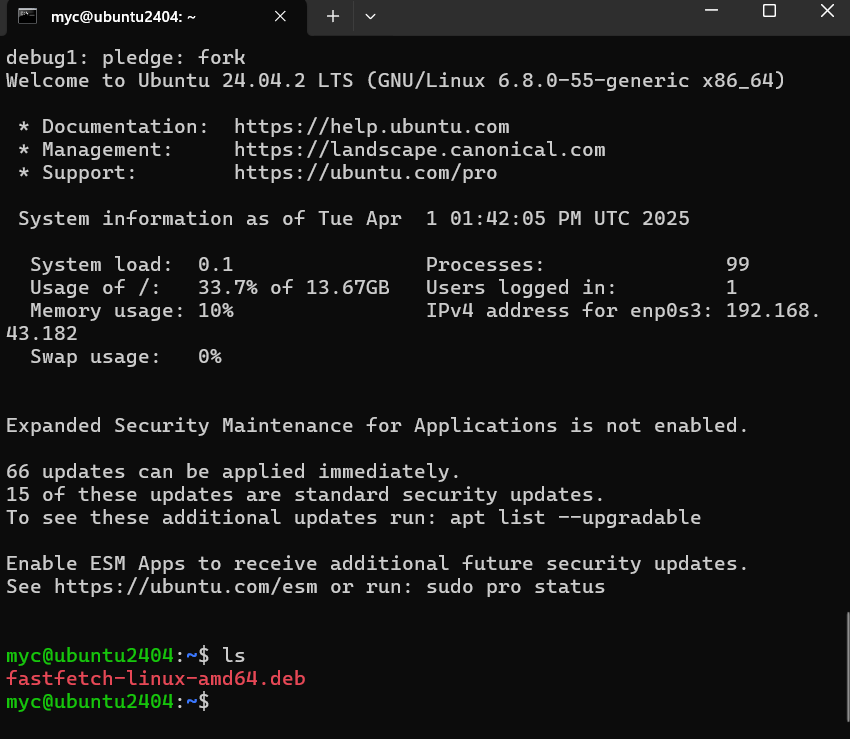 myc@ubuntu2404: ~
debug1: pledge: fork
Welcome to Ubuntu 24.04.2 LTS (GNU/Linux 6.8.0-55-generic x86_64)
* Documentation:  https://help.ubuntu.com
* Management:     https://landscape.canonical.com
* Support:        https://ubuntu.com/pro
System information as of Tue Apr  1 01:42:05 PM UTC 2025
System load:  0.1                Processes:               99
Usage of /:   33.7% of 13.67GB   Users logged in:         1
Memory usage: 10%                IPv4 address for enp0s3: 192.168.
43.182
Swap usage:   0%
Expanded Security Maintenance for Applications is not enabled.
66 updates can be applied immediately.
15 of these updates are standard security updates.
To see these additional updates run: apt list --upgradable
Enable ESM Apps to receive additional future security updates.
See https://ubuntu.com/esm or run: sudo pro status
myc@ubuntu2404:~$ ls
fastfetch-linux-amd64.deb
myc@ubuntu2404:~$